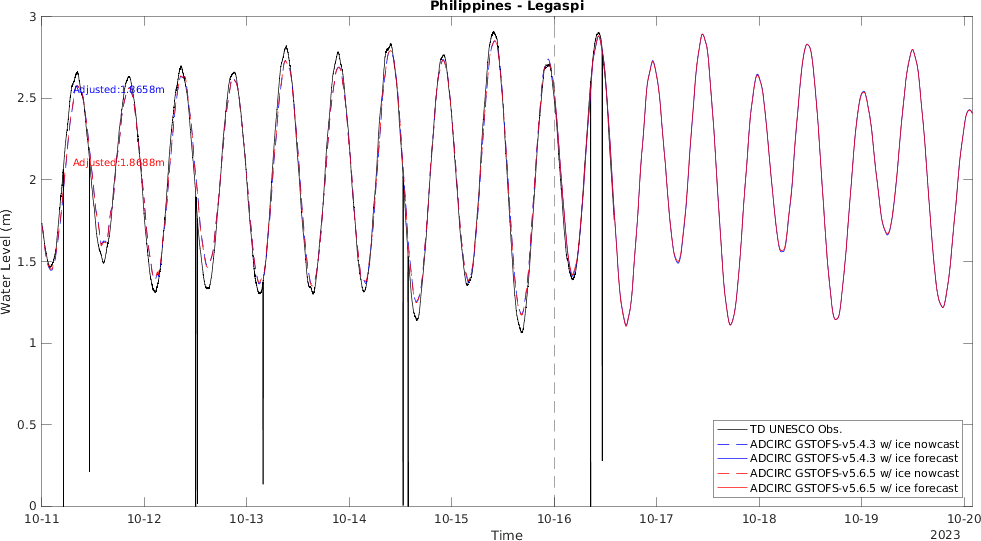 Philippines - Legaspi
3
2.5
2
1.5
1
0.5
0
Water Level (m)
Adjusted:1.8658m
Adjusted:1.8688m
TD UNESCO Obs.
ADCIRC GSTOFS-v5.4.3 w/ ice nowcast
ADCIRC GSTOFS-v5.4.3 w/ ice forecast
ADCIRC GSTOFS-v5.6.5 w/ ice nowcast
ADCIRC GSTOFS-v5.6.5 w/ ice forecast
10-11 10-12 10-13 10-14 10-15 10-16 10-17 10-18 10-19 10-20
Time
2023